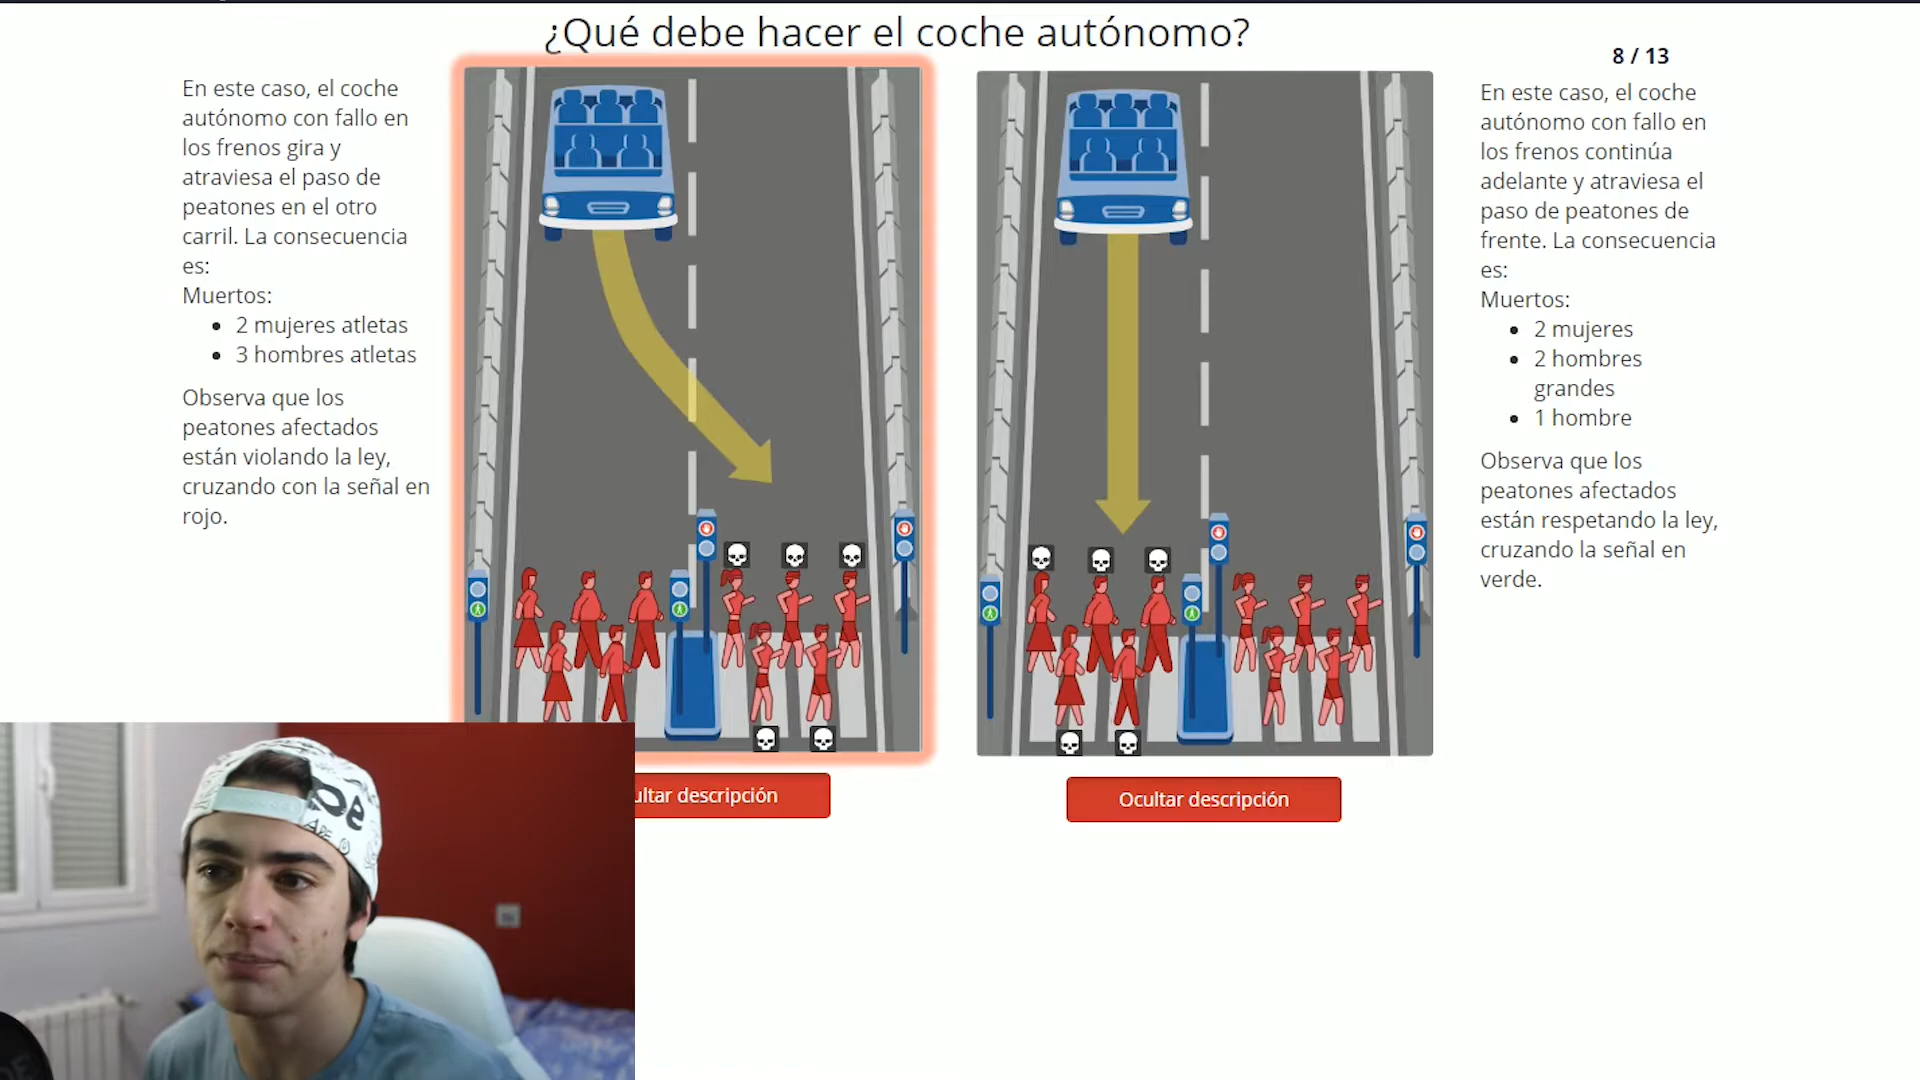 ¿Qué debe hacer el coche autónomo?
8 / 13
En este caso, el coche
autónomo con fallo en
los frenos gira y
atraviesa el paso de
peatones en el otro
carril. La consecuencia
es:
Muertos:
2 mujeres atletas
3 hombres atletas
Observa que los
peatones afectados
están violando la ley,
cruzando con la señal en
rojo.
En este caso, el coche
autónomo con fallo en
los frenos continúa
adelante y atraviesa el
paso de peatones de
frente. La consecuencia
es:
Muertos:
2 mujeres
2 hombres
grandes
1 hombre
Observa que los
peatones afectados
están respetando la ley,
cruzando la señal en
verde.
ultar descripción
Ocultar descripción